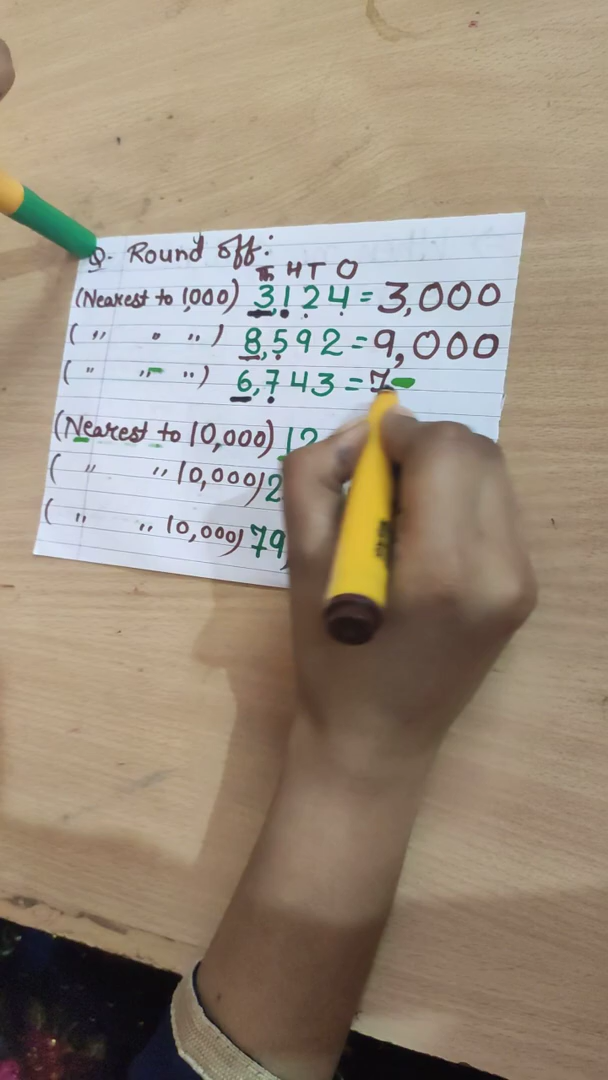 Q- Round off:
Th H T O
(Nearest to 1,000) 3,124 = 3,000
( " " " ) 8,592 = 9,000
( " " " ) 6,743 = 7
(Nearest to 10,000) 12
( " " 10,000) 2
( " " 10,000) 79,